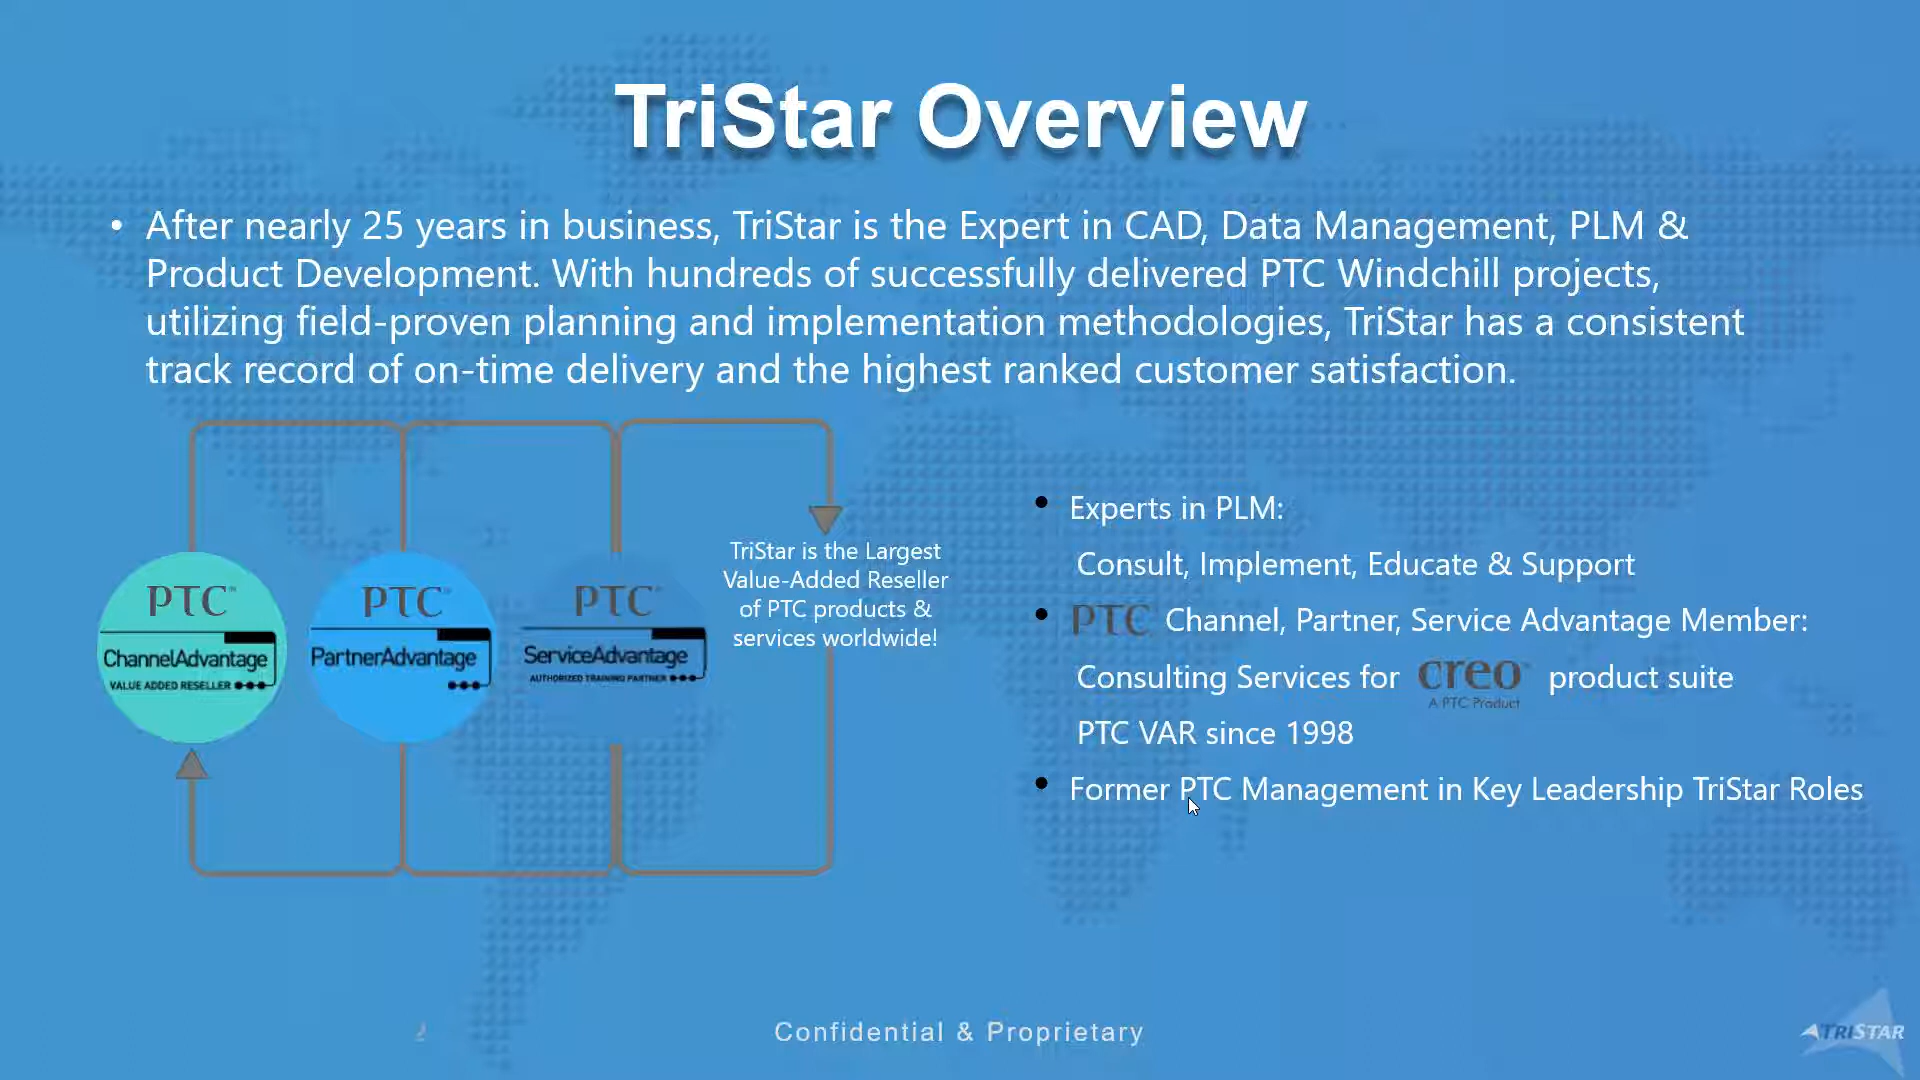 TriStar Overview
• After nearly 25 years in business, TriStar is the Expert in CAD, Data Management, PLM &
Product Development. With hundreds of successfully delivered PTC Windchill projects,
utilizing field-proven planning and implementation methodologies, TriStar has a consistent
track record of on-time delivery and the highest ranked customer satisfaction.
PTC™
ChannelAdvantage
VALUE ADDED RESELLER
PTC™
PartnerAdvantage
PTC™
ServiceAdvantage
AUTHORIZED TRAINING PARTNER
TriStar is the Largest
Value-Added Reseller
of PTC products &
services worldwide!
• Experts in PLM:
Consult, Implement, Educate & Support
• PTC Channel, Partner, Service Advantage Member:
Consulting Services for creo™ product suite
A PTC Product
PTC VAR since 1998
• Former PTC Management in Key Leadership TriStar Roles
2
Confidential & Proprietary
TRISTAR